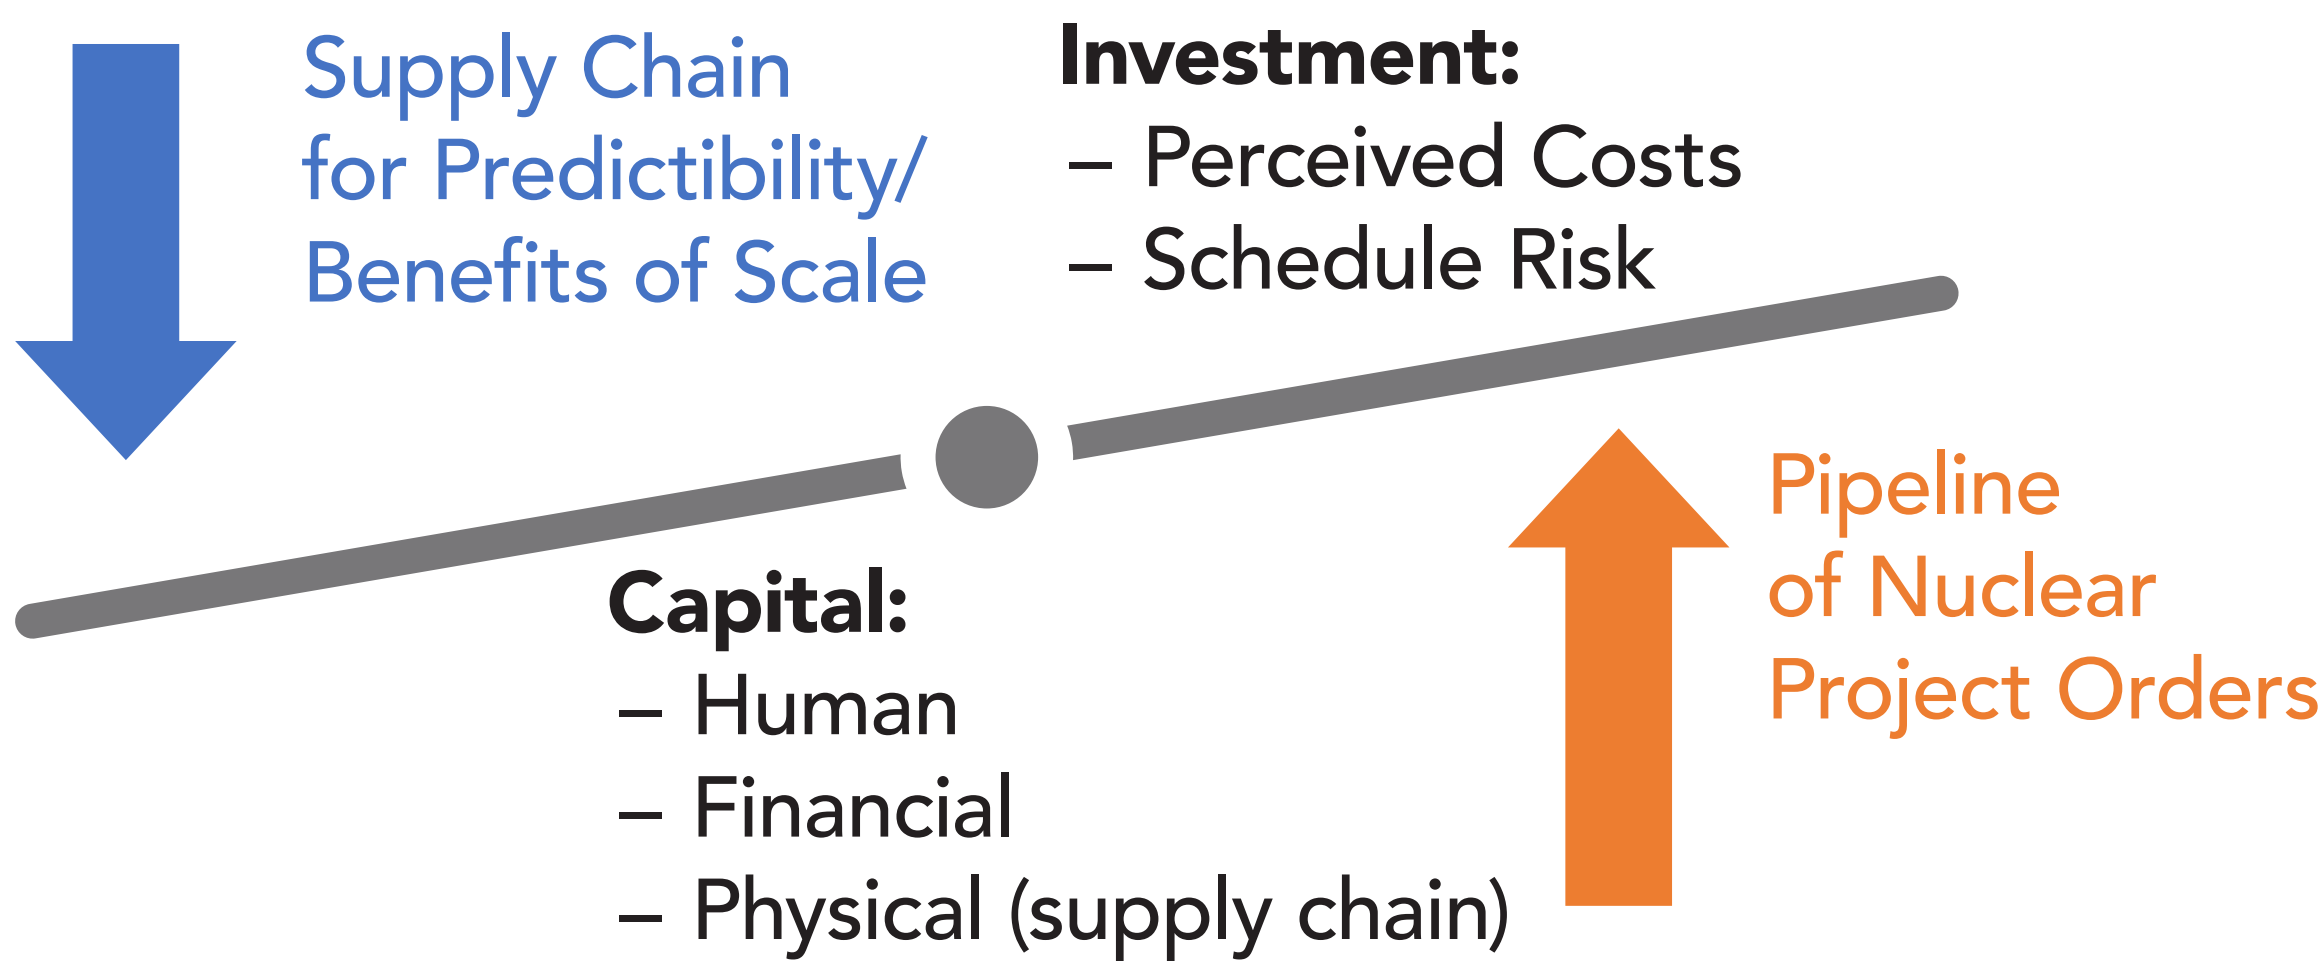 Supply Chain
for Predictibility/
Benefits of Scale
Investment:
– Perceived Costs
– Schedule Risk
Capital:
– Human
– Financial
– Physical (supply chain)
Pipeline
of Nuclear
Project Orders